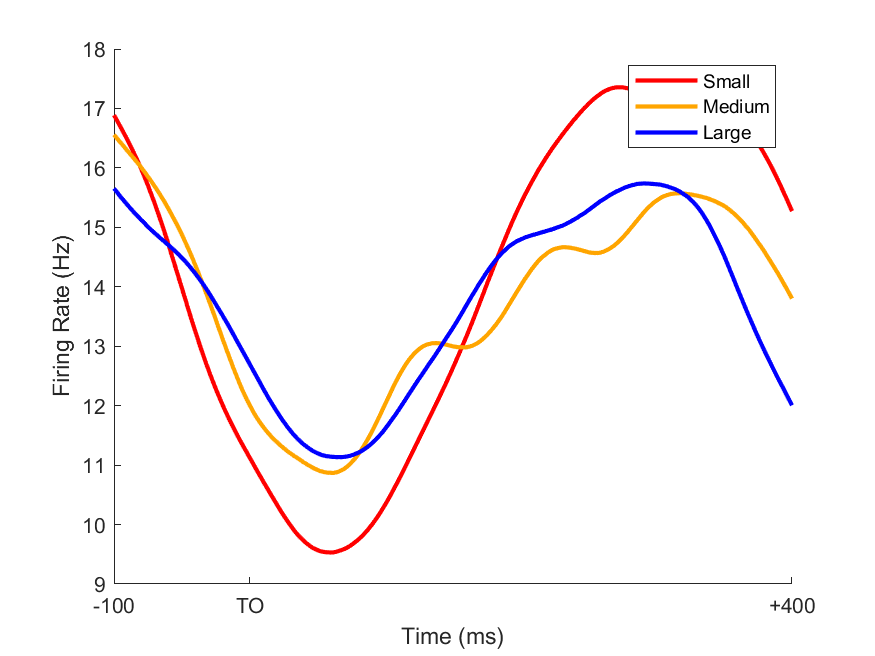 18
17
16
15
14
13
12
11
10
9
Firing Rate (Hz)
Small
Medium
Large
-100
TO
+400
Time (ms)